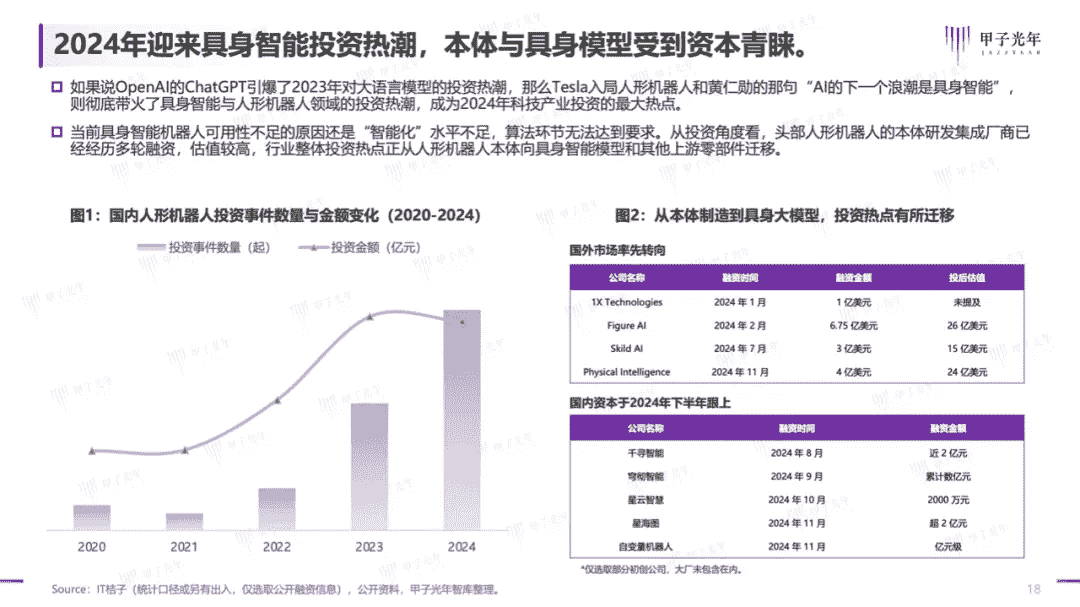 2024年迎来具身智能投资热潮，本体与具身模型受到资本青睐。
甲子光年
JAZZYEAR
如果说OpenAI的ChatGPT引爆了2023年对大语言模型的投资热潮，那么Tesla入局人形机器人和黄仁勋的那句“AI的下一个浪潮是具身智能”，
则彻底带火了具身智能与人形机器人领域的投资热潮，成为2024年科技产业投资的最大热点。
当前具身智能机器人可用性不足的原因还是“智能化”水平不足，算法环节无法达到要求。从投资角度看，头部人形机器人的本体研发集成厂商已
经经历多轮融资，估值较高，行业整体投资热点正从人形机器人本体向具身智能模型和其他上游零部件迁移。
图1：国内人形机器人投资事件数量与金额变化（2020-2024）
投资事件数量（起） 投资金额（亿元）
2020 2021 2022 2023 2024
图2：从本体制造到具身大模型，投资热点有所迁移
国外市场率先转向
公司名称 融资时间 融资金额 投后估值
1X Technologies 2024 年 1 月 1 亿美元 未提及
Figure AI 2024 年 2 月 6.75 亿美元 26 亿美元
Skild AI 2024 年 7 月 3 亿美元 15 亿美元
Physical Intelligence 2024 年 11 月 4 亿美元 24 亿美元
国内资本于2024年下半年跟上
公司名称 融资时间 融资金额
千寻智能 2024 年 8 月 近 2 亿元
穹彻智能 2024 年 9 月 累计数亿元
星云智慧 2024 年 10 月 2000 万元
星海图 2024 年 11 月 超 2 亿元
自变量机器人 2024 年 11 月 亿元级
*仅选取部分初创公司，大厂未包含在内。
Source：IT桔子（统计口径或另有出入，仅选取公开融资信息），公开资料，甲子光年智库整理。
18